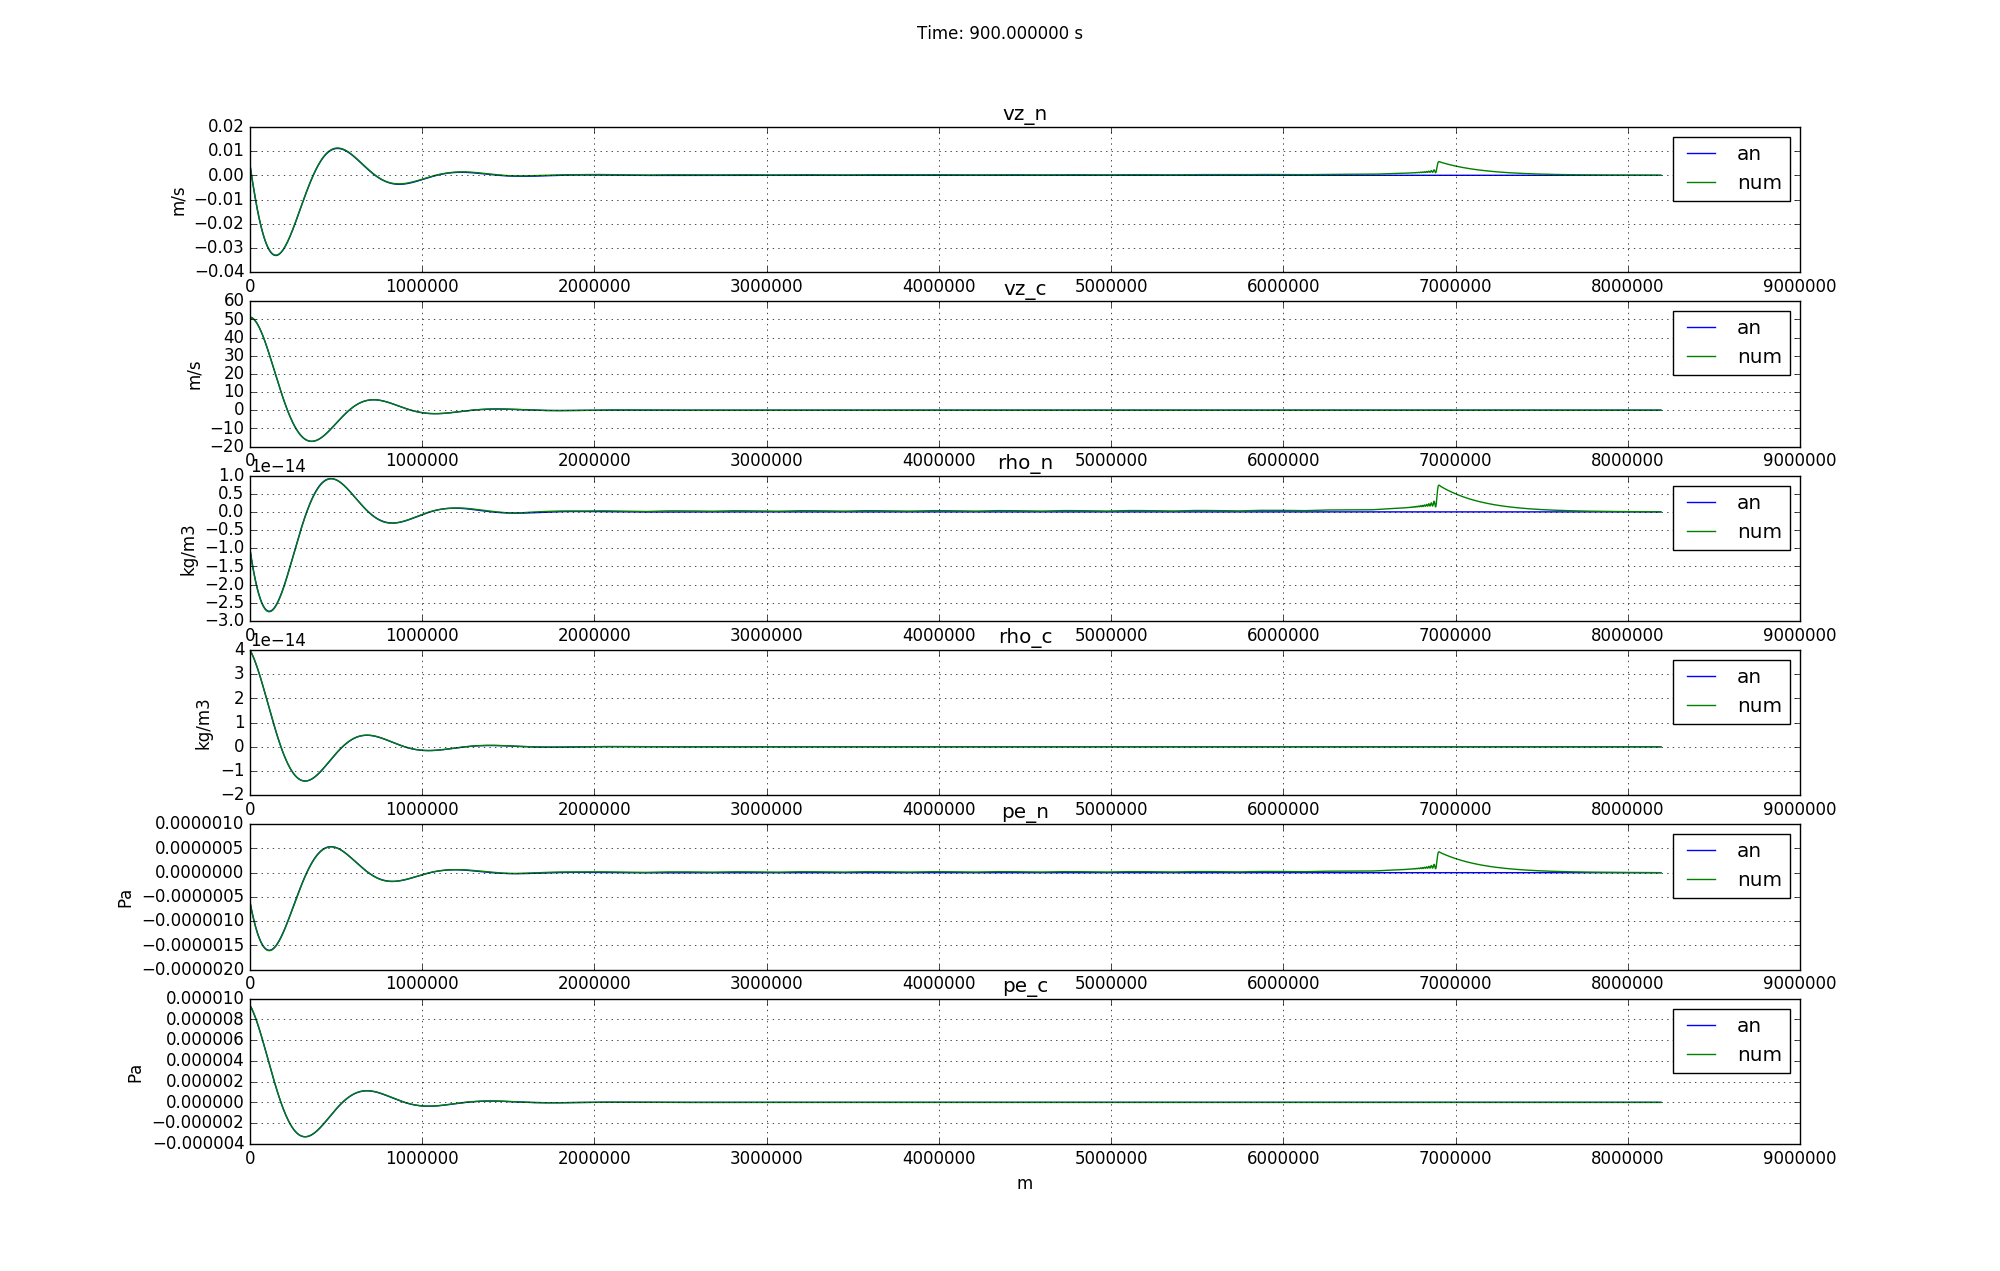 Time: 900.000000 s
vz_n
0.02
0.01
0.00
−0.01
−0.02
−0.03
−0.04
m/s
an
num
0 1000000 2000000 3000000 4000000 5000000 6000000 7000000 8000000 9000000
vz_c
60
50
40
30
20
10
0
−10
−20
m/s
an
num
0 1000000 2000000 3000000 4000000 5000000 6000000 7000000 8000000 9000000
1e−14
rho_n
1.0
0.5
0.0
−0.5
−1.0
−1.5
−2.0
−2.5
−3.0
kg/m3
an
num
0 1000000 2000000 3000000 4000000 5000000 6000000 7000000 8000000 9000000
1e−14
rho_c
4
3
2
1
0
−1
−2
kg/m3
an
num
0 1000000 2000000 3000000 4000000 5000000 6000000 7000000 8000000 9000000
pe_n
0.0000010
0.0000005
0.0000000
−0.0000005
−0.0000010
−0.0000015
−0.0000020
Pa
an
num
0 1000000 2000000 3000000 4000000 5000000 6000000 7000000 8000000 9000000
pe_c
0.000010
0.000008
0.000006
0.000004
0.000002
0.000000
−0.000002
−0.000004
Pa
an
num
0 1000000 2000000 3000000 4000000 5000000 6000000 7000000 8000000 9000000
m